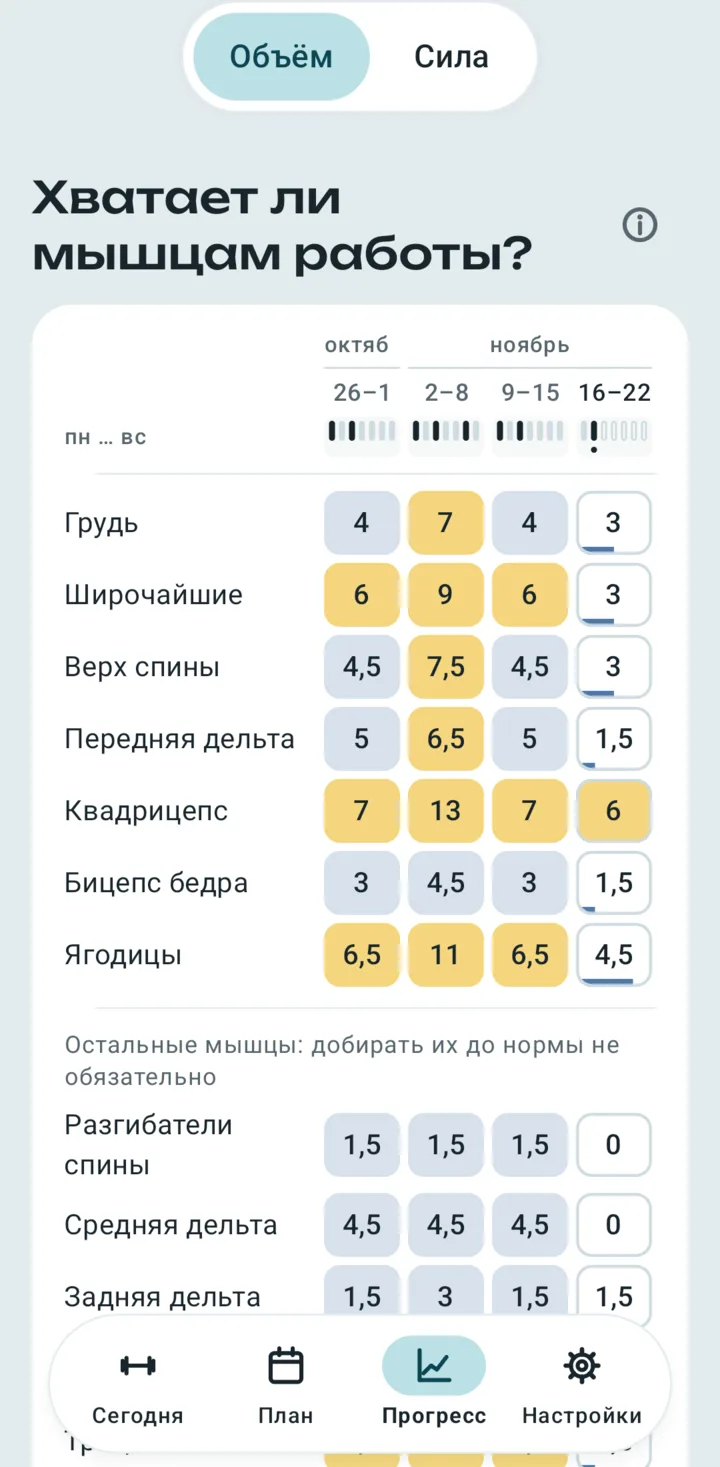 Объём Сила
Хватает ли
мышцам работы?
октяб ноябрь
26–1 2–8 9–15 16–22
пн ... вс
Грудь 4 7 4 3
Широчайшие 6 9 6 3
Верх спины 4,5 7,5 4,5 3
Передняя дельта 5 6,5 5 1,5
Квадрицепс 7 13 7 6
Бицепс бедра 3 4,5 3 1,5
Ягодицы 6,5 11 6,5 4,5
Остальные мышцы: добирать их до нормы не
обязательно
Разгибатели
спины 1,5 1,5 1,5 0
Средняя дельта 4,5 4,5 4,5 0
Задняя дельта 1,5 3 1,5 1,5
Сегодня План Прогресс Настройки